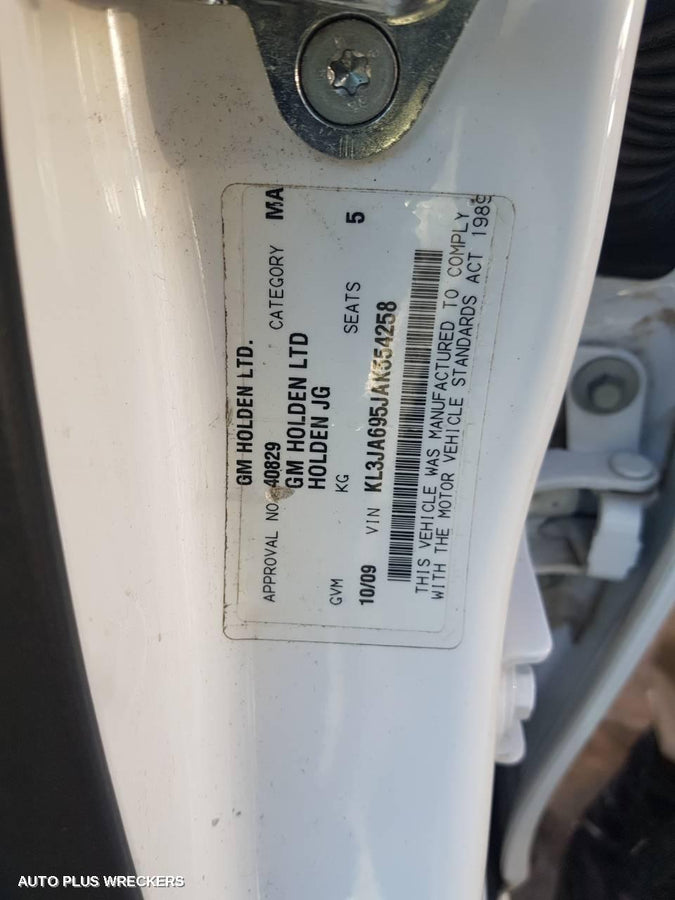 GM HOLDEN LTD.
APPROVAL NO. 40829 CATEGORY MA
GM HOLDEN LTD
HOLDEN JG
GVM KG SEATS 5
10/09 VIN KL3JA695JAK554258
THIS VEHICLE WAS MANUFACTURED TO COMPLY
WITH THE MOTOR VEHICLE STANDARDS ACT 1989
AUTO PLUS WRECKERS